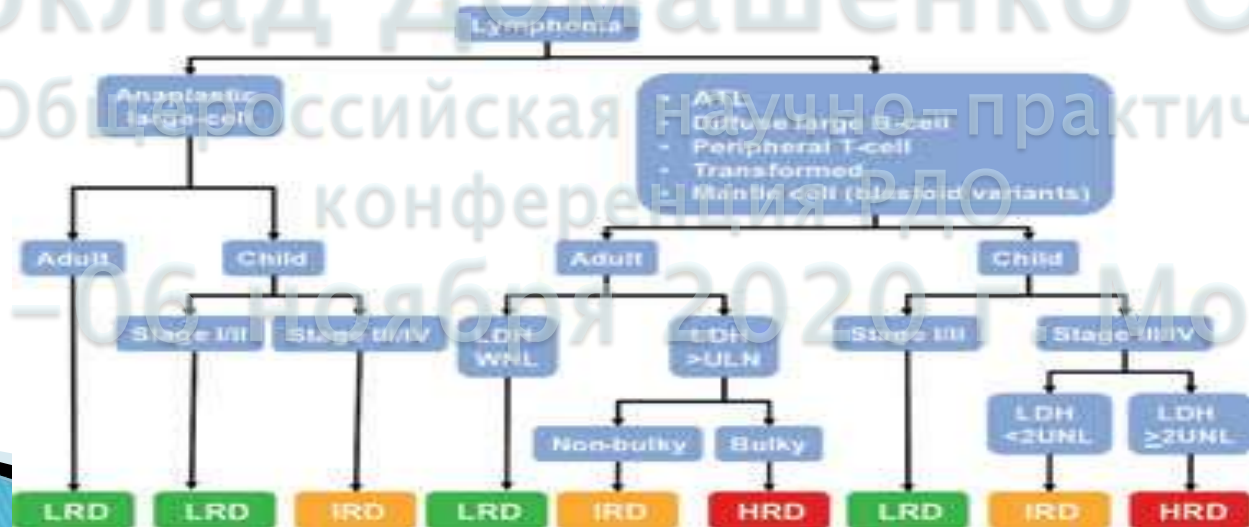 Lymphoma
Anaplastic
large-cell
• ATL
• Diffuse large B-cell
• Peripheral T-cell
• Transformed
• Mantle cell (blastoid variants)
Adult
Child
Adult
Child
Stage I/II
Stage III/IV
LDH
WNL
LDH
>ULN
Stage I/II
Stage III/IV
Non-bulky
Bulky
LDH
<2UNL
LDH
≥2UNL
LRD
LRD
IRD
LRD
IRD
HRD
LRD
IRD
HRD
Домашенко
Общероссийская научно-
конференция РДО
-06 ноября 2020 г.